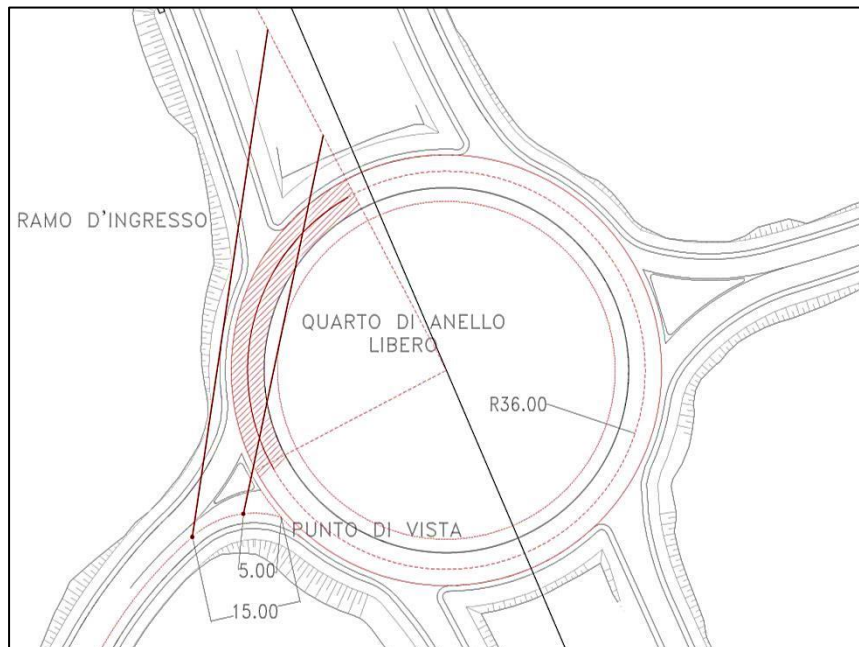 RAMO D'INGRESSO
QUARTO DI ANELLO
LIBERO
R36.00
PUNTO DI VISTA
5.00
15.00